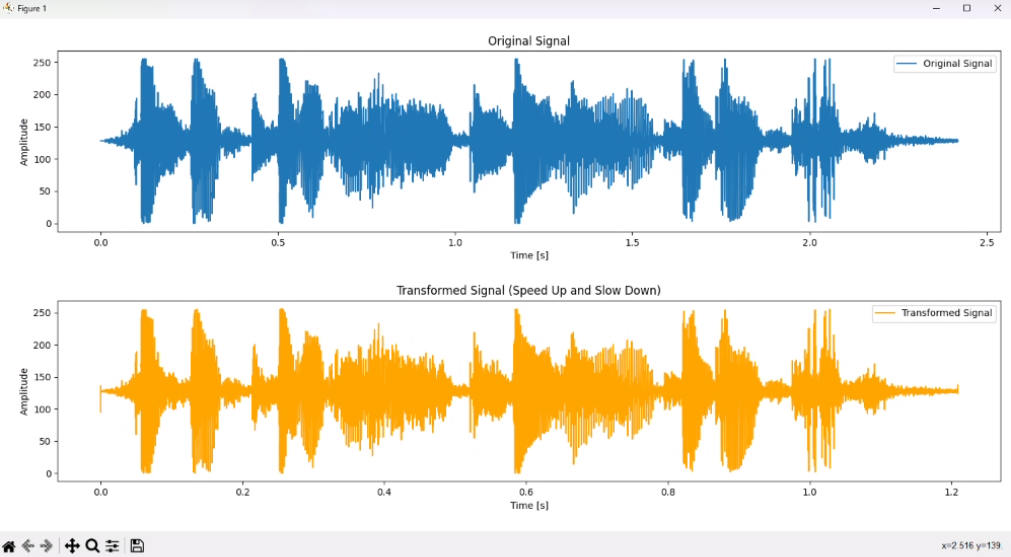 Figure 1
Original Signal
250
200
150
100
50
0
Amplitude
Original Signal
0.0 0.5 1.0 1.5 2.0 2.5
Time [s]
Transformed Signal (Speed Up and Slow Down)
250
200
150
100
50
0
Amplitude
Transformed Signal
0.0 0.2 0.4 0.6 0.8 1.0 1.2
Time [s]
x=2.516 y=139.